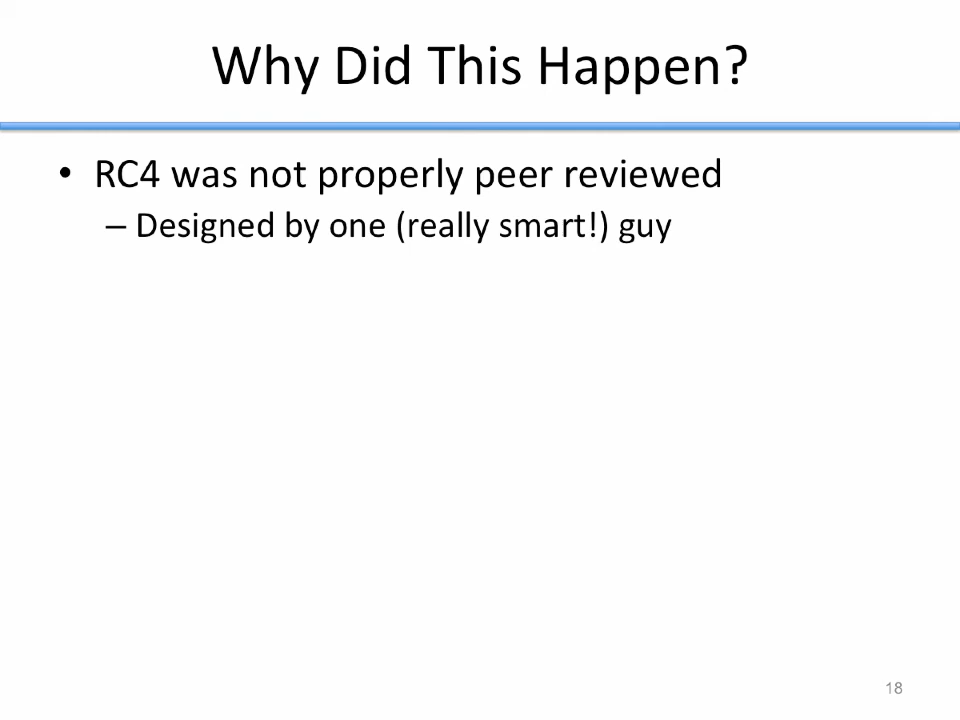 Why Did This Happen?
• RC4 was not properly peer reviewed
– Designed by one (really smart!) guy
18